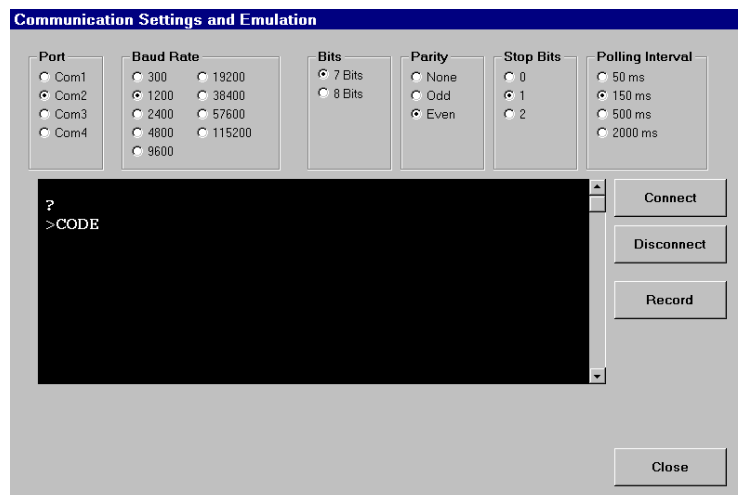 Communication Settings and Emulation
Port
Com1
Com2
Com3
Com4
Baud Rate
300
1200
2400
4800
9600
19200
38400
57600
115200
Bits
7 Bits
8 Bits
Parity
None
Odd
Even
Stop Bits
0
1
2
Polling Interval
50 ms
150 ms
500 ms
2000 ms
?
>CODE
Connect
Disconnect
Record
Close